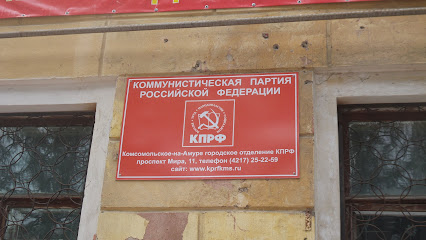 КОММУНИСТИЧЕСКАЯ ПАРТИЯ
РОССИЙСКОЙ ФЕДЕРАЦИИ
КПРФ
Комсомольское-на-Амуре городское отделение КПРФ
проспект Мира, 11, телефон (4217) 25-22-59
сайт: www.kprfkms.ru